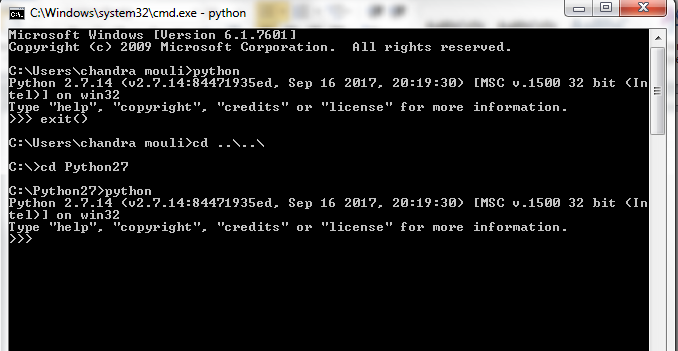 C:\Windows\system32\cmd.exe - python
Microsoft Windows [Version 6.1.7601]
Copyright (c) 2009 Microsoft Corporation.  All rights reserved.
C:\Users\chandra mouli>python
Python 2.7.14 (v2.7.14:84471935ed, Sep 16 2017, 20:19:30) [MSC v.1500 32 bit (In
tel)] on win32
Type "help", "copyright", "credits" or "license" for more information.
>>> exit()
C:\Users\chandra mouli>cd ..\..\
C:\>cd Python27
C:\Python27>python
Python 2.7.14 (v2.7.14:84471935ed, Sep 16 2017, 20:19:30) [MSC v.1500 32 bit (In
tel)] on win32
Type "help", "copyright", "credits" or "license" for more information.
>>>